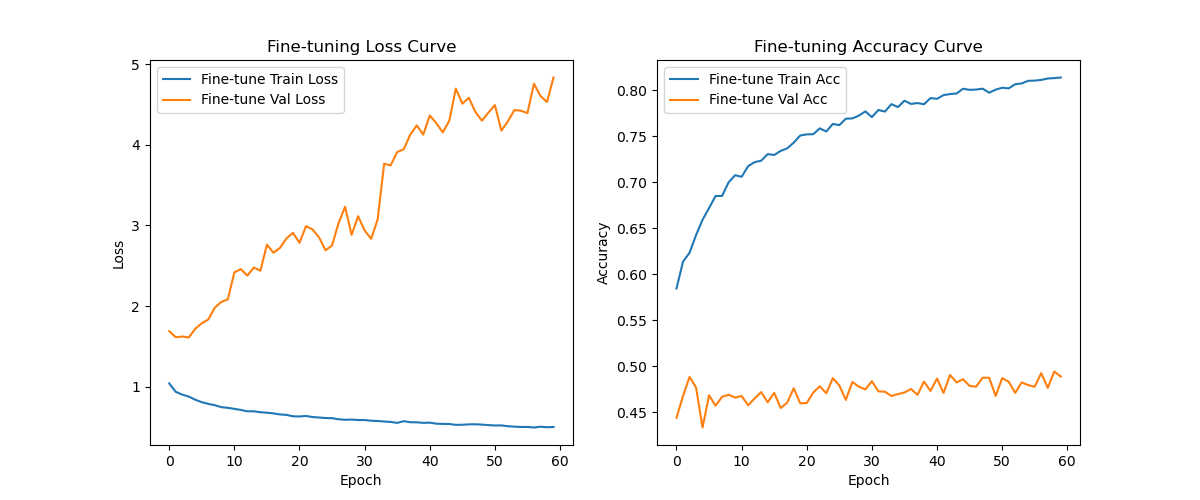 Fine-tuning Loss Curve
Fine-tune Train Loss
Fine-tune Val Loss
5
4
3
2
1
Loss
0 10 20 30 40 50 60
Epoch
Fine-tuning Accuracy Curve
Fine-tune Train Acc
Fine-tune Val Acc
0.80
0.75
0.70
0.65
0.60
0.55
0.50
0.45
Accuracy
0 10 20 30 40 50 60
Epoch